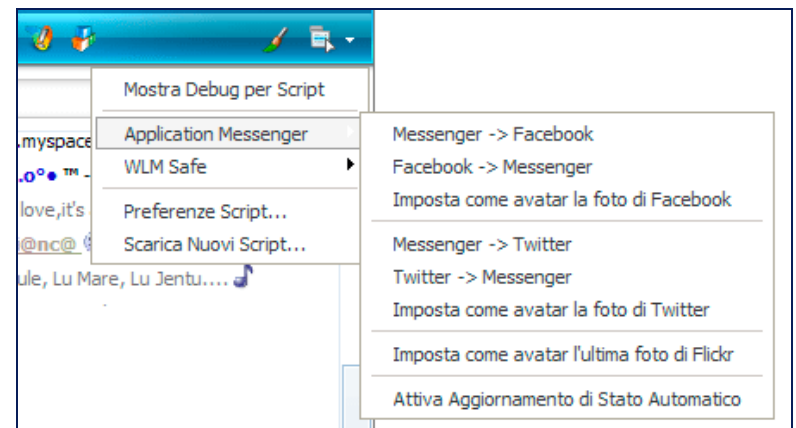 Mostra Debug per Script
Application Messenger
WLM Safe
Preferenze Script...
Scarica Nuovi Script...
Messenger -> Facebook
Facebook -> Messenger
Imposta come avatar la foto di Facebook
Messenger -> Twitter
Twitter -> Messenger
Imposta come avatar la foto di Twitter
Imposta come avatar l'ultima foto di Flickr
Attiva Aggiornamento di Stato Automatico
.myspace
.o°● ™ -
love,it's
@nc@
ule, Lu Mare, Lu Jentu....